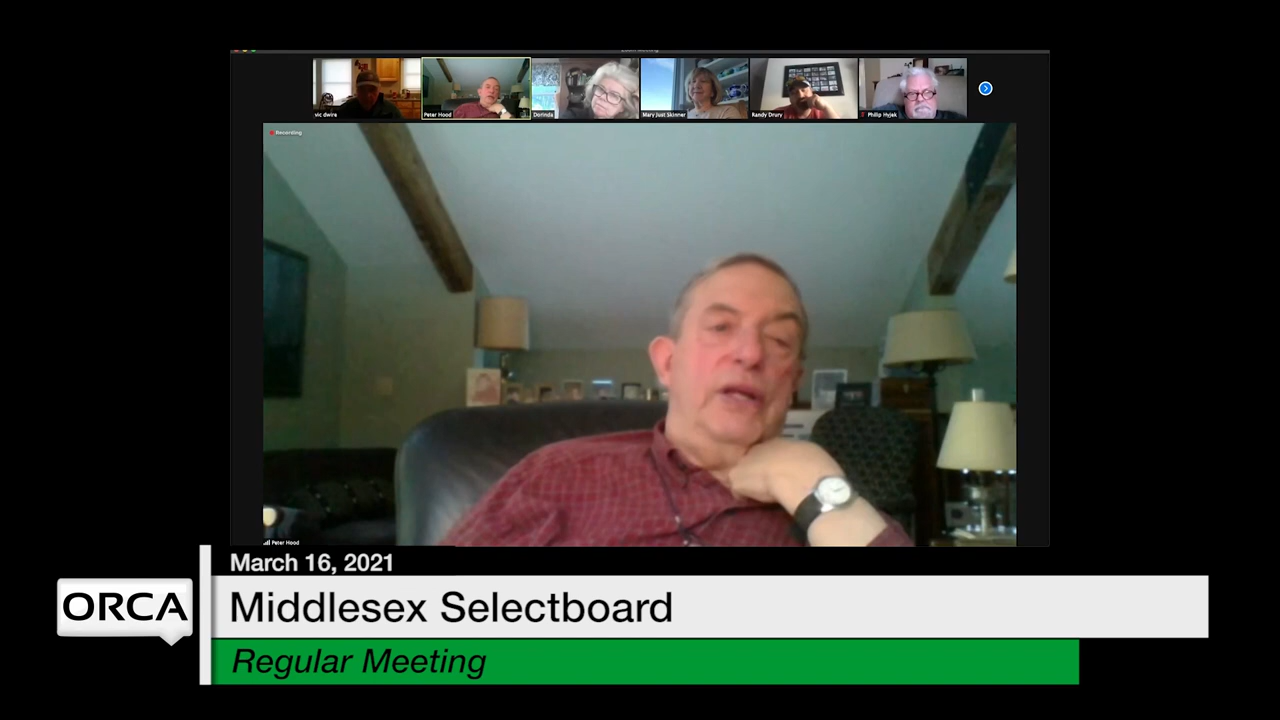 vic dwire
Peter Hood
Dorinda
Mary Just Skinner
Randy Drury
Philip Hyjek
Recording
Peter Hood
March 16, 2021
ORCA
Middlesex Selectboard
Regular Meeting